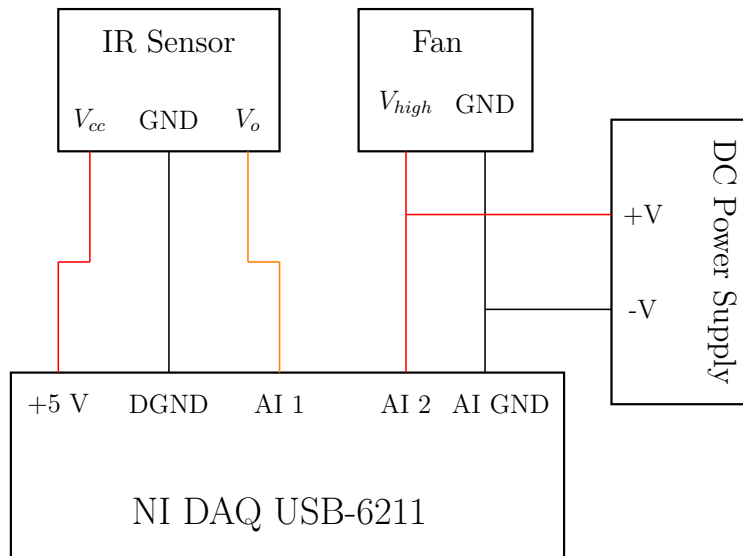 IR Sensor
V_cc GND V_o
Fan
V_high GND
DC Power Supply
+V
-V
+5 V DGND AI 1 AI 2 AI GND
NI DAQ USB-6211